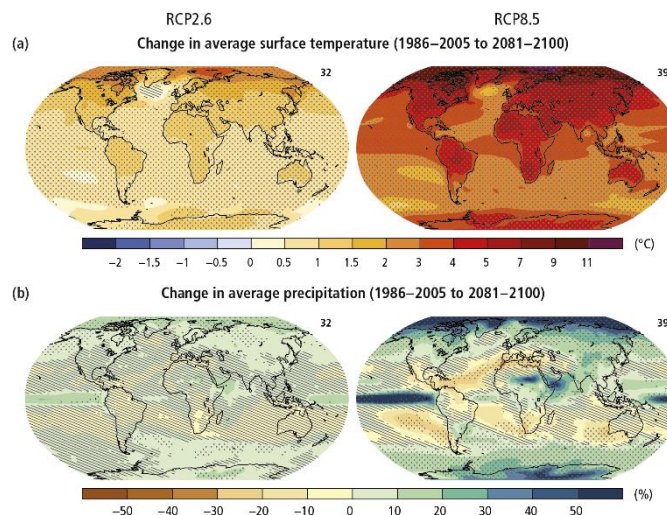 RCP2.6 RCP8.5
(a) Change in average surface temperature (1986–2005 to 2081–2100)
32 39
(°C)
−2 −1.5 −1 −0.5 0 0.5 1 1.5 2 3 4 5 7 9 11
(b) Change in average precipitation (1986–2005 to 2081–2100)
32 39
(%)
−50 −40 −30 −20 −10 0 10 20 30 40 50